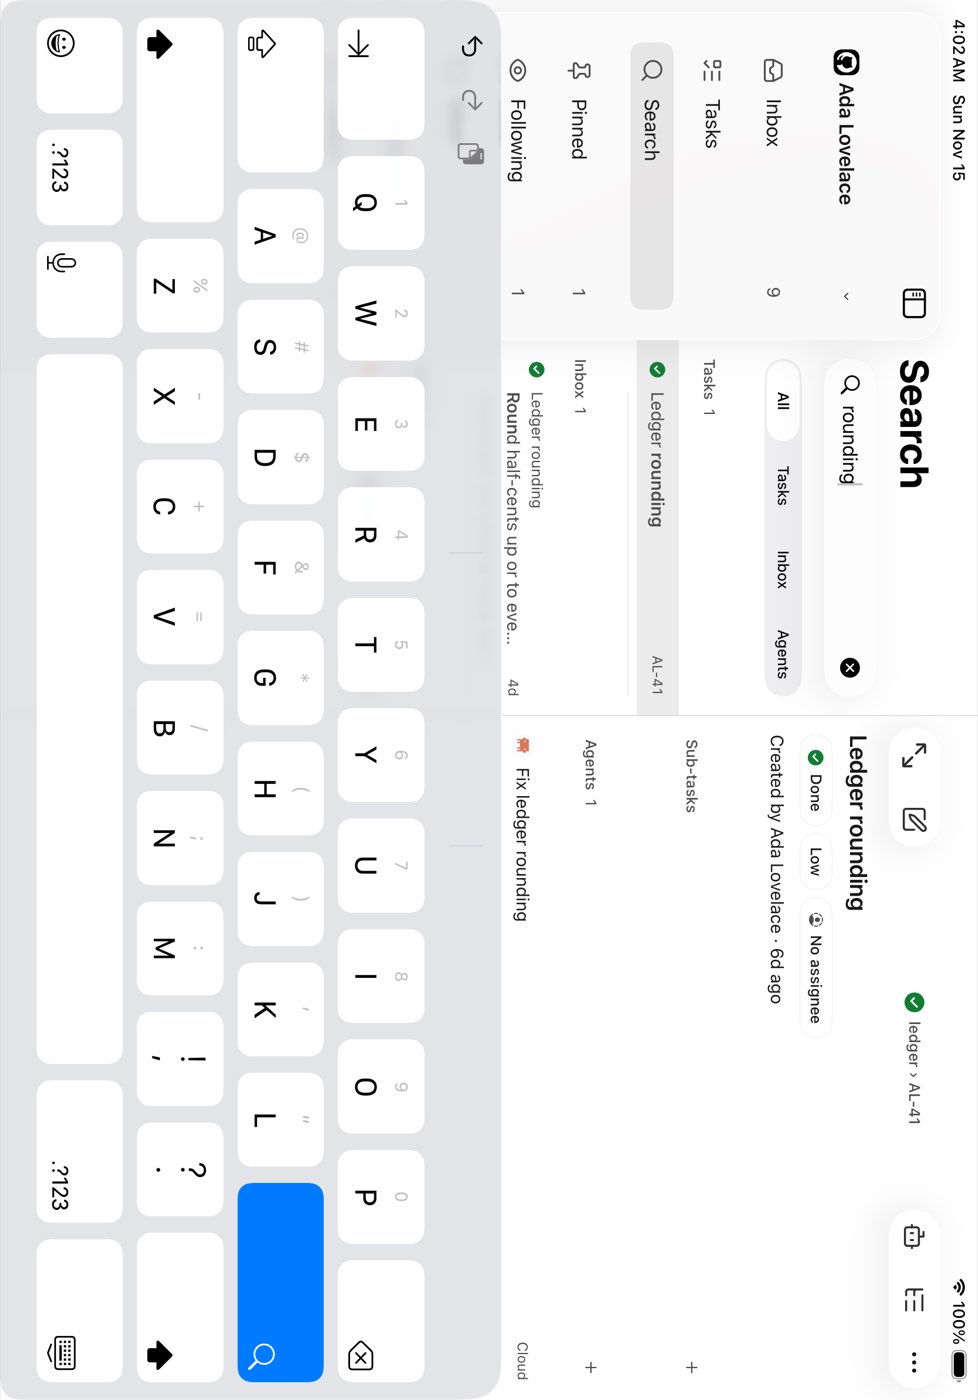 4:02 AM Sun Nov 15
100%
Ada Lovelace
Inbox 9
Tasks
Search
Pinned 1
Following 1
Search
rounding
All Tasks Inbox Agents
Tasks 1
Ledger rounding AL-41
Inbox 1
Ledger rounding
Round half-cents up or to eve... 4d
ledger › AL-41
Ledger rounding
Done Low No assignee
Created by Ada Lovelace · 6d ago
Sub-tasks +
Agents 1 +
Fix ledger rounding Cloud
1 2 3 4 5 6 7 8 9 0
Q W E R T Y U I O P
@ # $ & * ( ) ' "
A S D F G H J K L
% - + = / ; : ! ?
Z X C V B N M , .
.?123 .?123